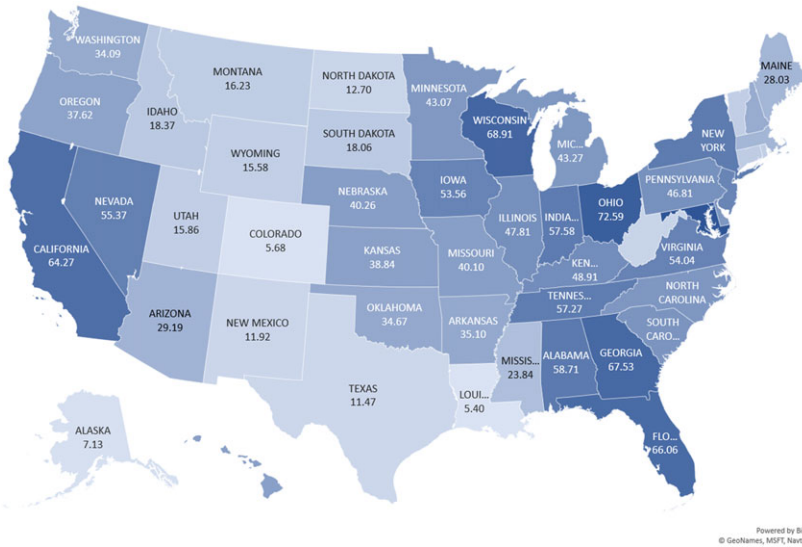 WASHINGTON
34.09
MONTANA
16.23
NORTH DAKOTA
12.70
MINNESOTA
43.07
MAINE
28.03
OREGON
37.62
IDAHO
18.37
SOUTH DAKOTA
18.06
WISCONSIN
68.91
MIC ...
43.27
NEW
YORK
WYOMING
15.58
NEBRASKA
40.26
IOWA
53.56
PENNSYLVANIA
46.81
NEVADA
55.37
UTAH
15.86
COLORADO
5.68
ILLINOIS
47.81
INDIA ...
57.58
OHIO
72.59
CALIFORNIA
64.27
KANSAS
38.84
MISSOURI
40.10
KEN ...
48.91
VIRGINIA
54.04
ARIZONA
29.19
NEW MEXICO
11.92
OKLAHOMA
34.67
ARKANSAS
35.10
TENNES ...
57.27
NORTH
CAROLINA
SOUTH
CARO ...
MISSIS ...
23.84
ALABAMA
58.71
GEORGIA
67.53
TEXAS
11.47
LOUI ...
5.40
ALASKA
7.13
FLO ...
66.06
Powered by Bi
© GeoNames, MSFT, Navt